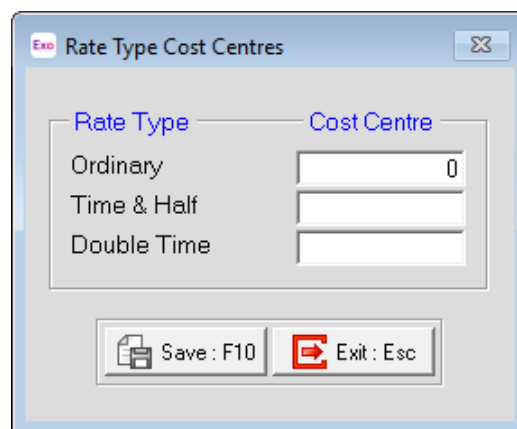 Exo Rate Type Cost Centres
Rate Type Cost Centre
Ordinary 0
Time & Half
Double Time
Save : F10 Exit : Esc